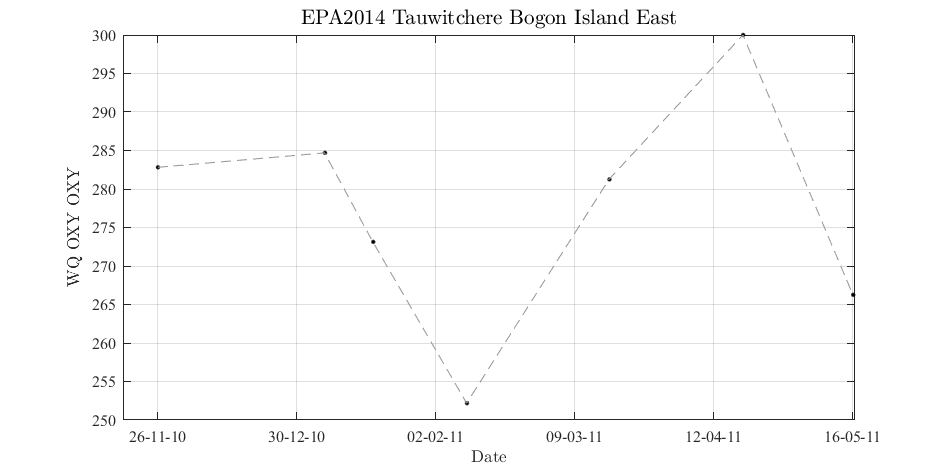 EPA2014 Tauwitchere Bogon Island East
300
295
290
285
280
275
270
265
260
255
250
WQ OXY OXY
26-11-10 30-12-10 02-02-11 09-03-11 12-04-11 16-05-11
Date